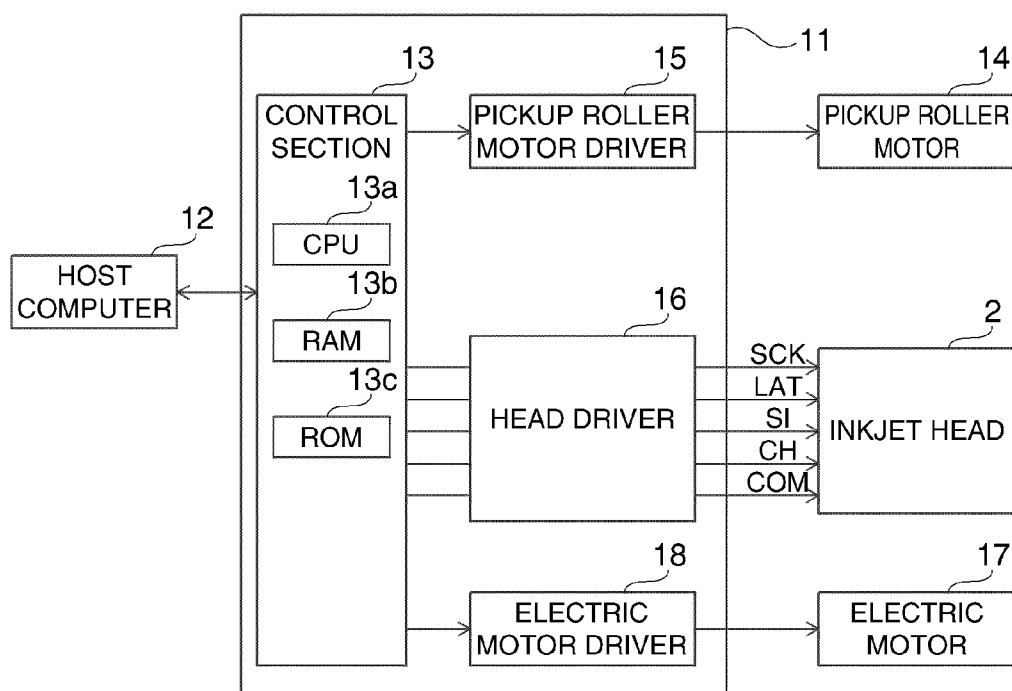 11
13
15
14
CONTROL
SECTION
PICKUP ROLLER
MOTOR DRIVER
PICKUP ROLLER
MOTOR
13a
CPU
12
HOST
COMPUTER
13b
RAM
13c
ROM
16
HEAD DRIVER
SCK
LAT
SI
CH
COM
2
INKJET HEAD
18
ELECTRIC
MOTOR DRIVER
17
ELECTRIC
MOTOR